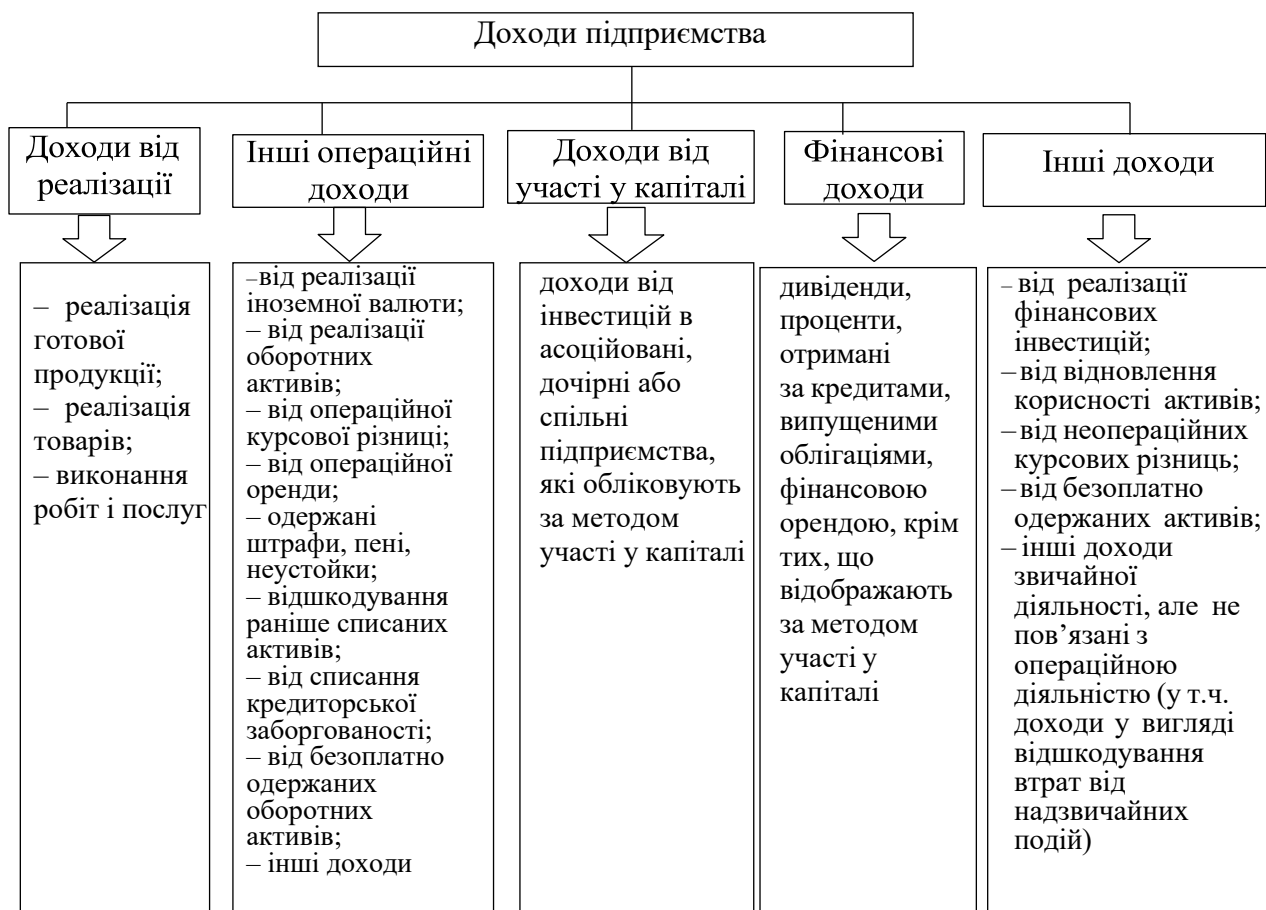 Доходи підприємства
Доходи від
реалізації
Інші операційні
доходи
Доходи від
участі у капіталі
Фінансові
доходи
Інші доходи
– реалізація
готової
продукції;
– реалізація
товарів;
– виконання
робіт і послуг
–від реалізації
іноземної валюти;
– від реалізації
оборотних
активів;
– від операційної
курсової різниці;
– від операційної
оренди;
– одержані
штрафи, пені,
неустойки;
– відшкодування
раніше списаних
активів;
– від списання
кредиторської
заборгованості;
– від безоплатно
одержаних
оборотних
активів;
– інші доходи
доходи від
інвестицій в
асоційовані,
дочірні або
спільні
підприємства,
які обліковують
за методом
участі у капіталі
дивіденди,
проценти,
отримані
за кредитами,
випущеними
облігаціями,
фінансовою
орендою, крім
тих, що
відображають
за методом
участі у
капіталі
– від реалізації
фінансових
інвестицій;
– від відновлення
корисності активів;
– від неопераційних
курсових різниць;
– від безоплатно
одержаних активів;
– інші доходи
звичайної
діяльності, але не
пов’язані з
операційною
діяльністю (у т.ч.
доходи у вигляді
відшкодування
втрат від
надзвичайних
подій)